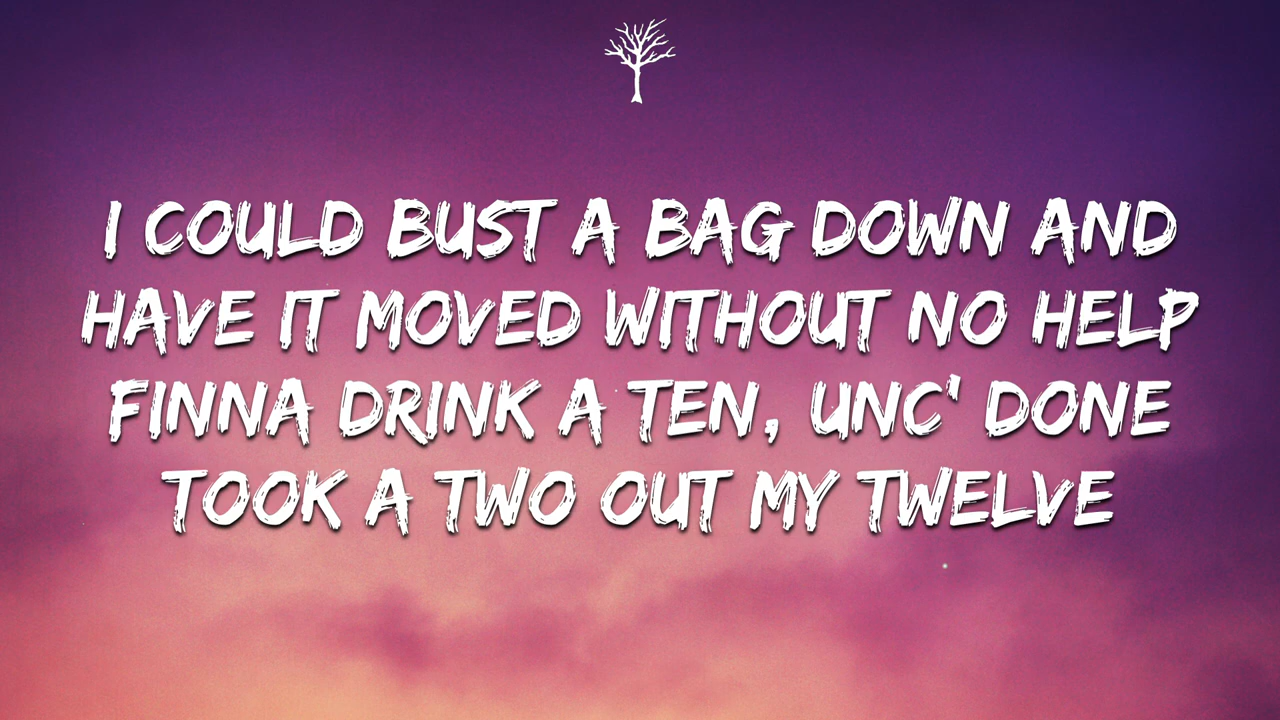 I COULD BUST A BAG DOWN AND
HAVE IT MOVED WITHOUT NO HELP
FINNA DRINK A TEN, UNC' DONE
TOOK A TWO OUT MY TWELVE